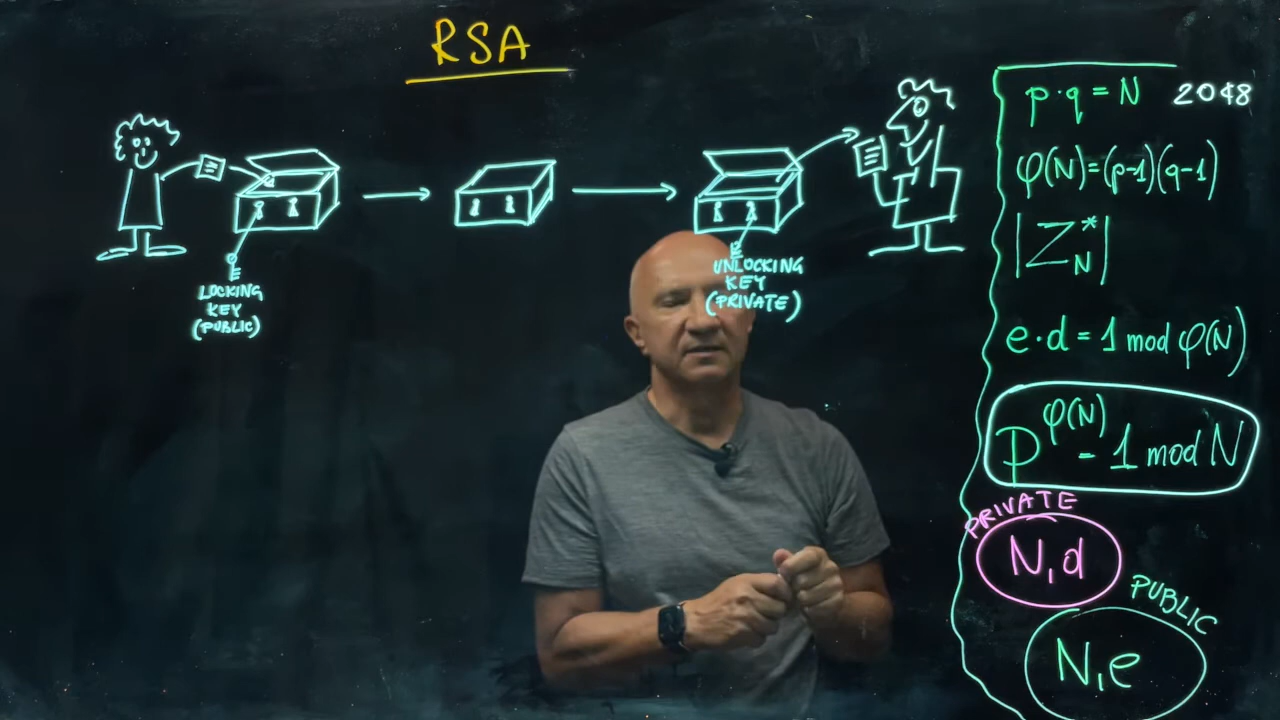 RSA
LOCKING
KEY
(PUBLIC)
UNLOCKING
KEY
(PRIVATE)
p·q = N 2048
φ(N)=(p-1)(q-1)
|Z*N|
e·d = 1 mod φ(N)
P^φ(N) = 1 mod N
PRIVATE
N,d
PUBLIC
N,e